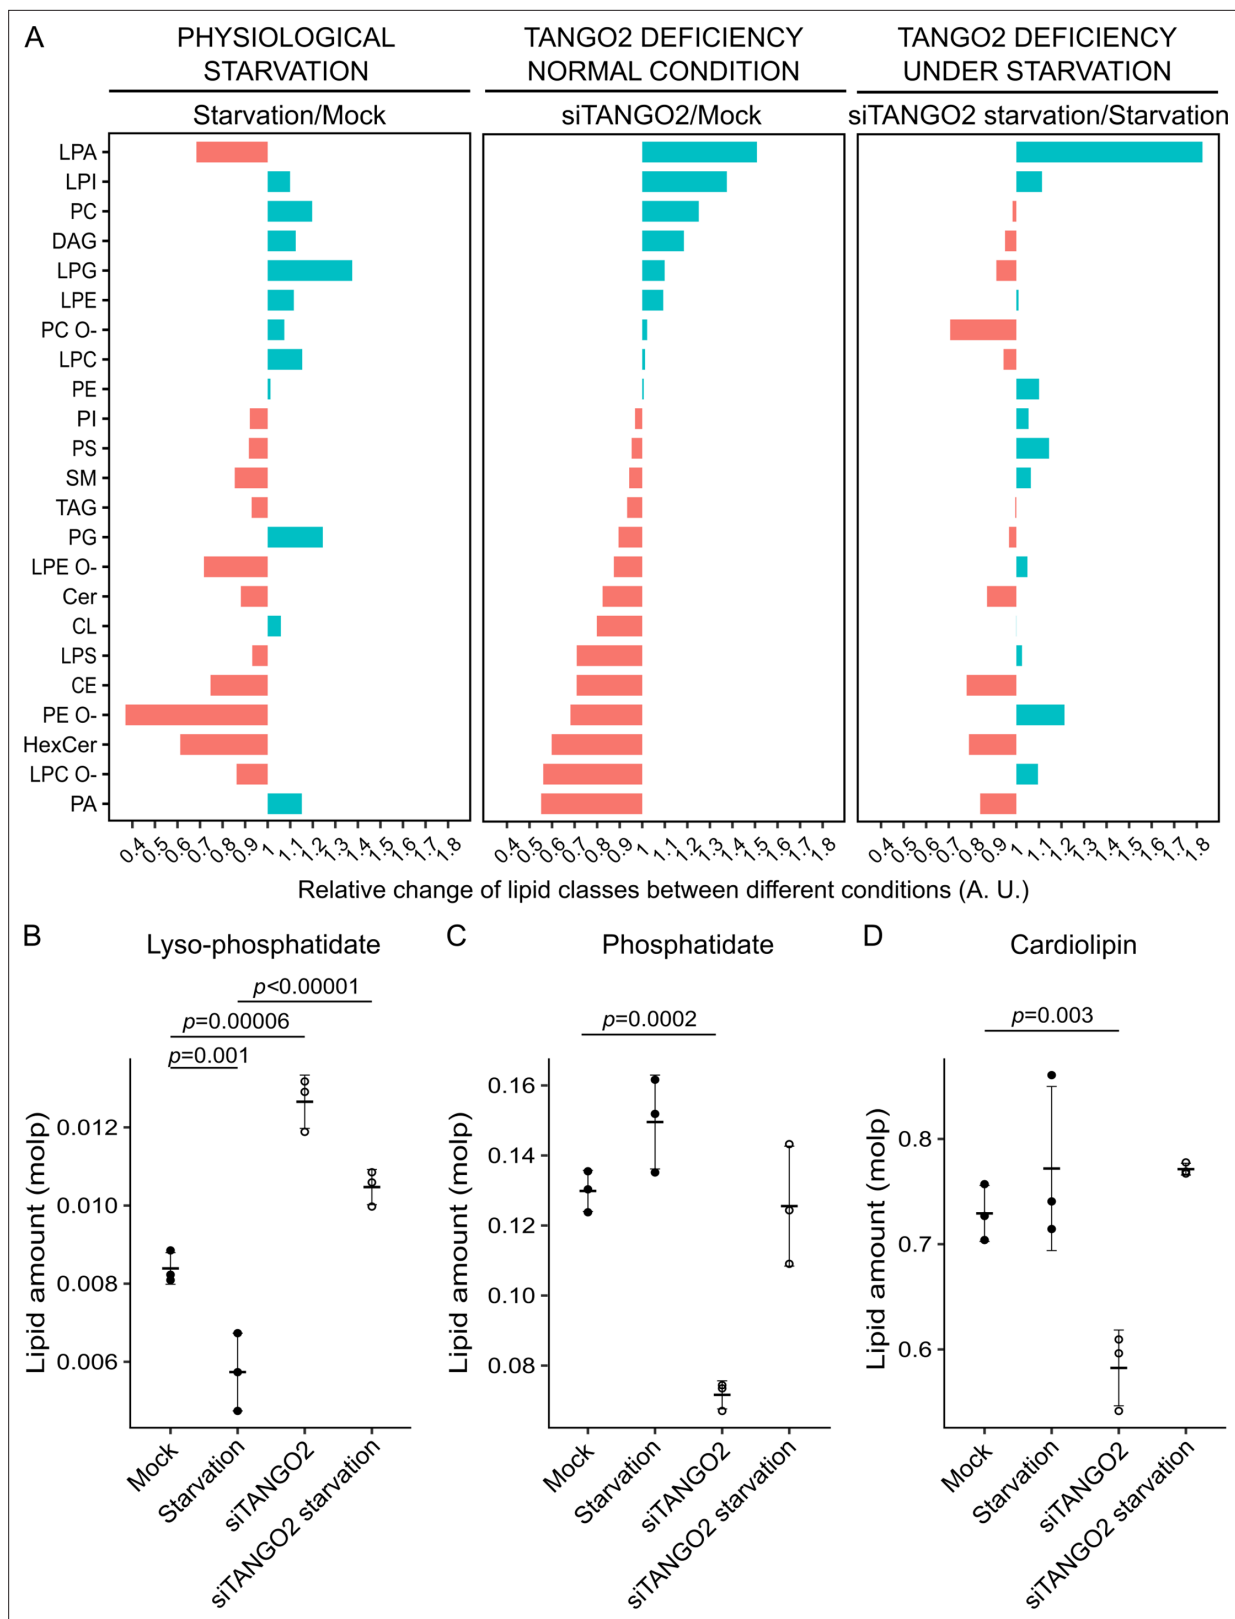 A
PHYSIOLOGICAL
STARVATION
TANGO2 DEFICIENCY
NORMAL CONDITION
TANGO2 DEFICIENCY
UNDER STARVATION
Starvation/Mock
siTANGO2/Mock
siTANGO2 starvation/Starvation
LPA
LPI
PC
DAG
LPG
LPE
PC O-
LPC
PE
PI
PS
SM
TAG
PG
LPE O-
Cer
CL
LPS
CE
PE O-
HexCer
LPC O-
PA
0.4 0.5 0.6 0.7 0.8 0.9 1 1.1 1.2 1.3 1.4 1.5 1.6 1.7 1.8
0.4 0.5 0.6 0.7 0.8 0.9 1 1.1 1.2 1.3 1.4 1.5 1.6 1.7 1.8
0.4 0.5 0.6 0.7 0.8 0.9 1 1.1 1.2 1.3 1.4 1.5 1.6 1.7 1.8
Relative change of lipid classes between different conditions (A. U.)
B
Lyso-phosphatidate
p<0.00001
p=0.00006
p=0.001
Lipid amount (molp)
0.012
0.010
0.008
0.006
Mock
Starvation
siTANGO2
siTANGO2 starvation
C
Phosphatidate
p=0.0002
Lipid amount (molp)
0.16
0.14
0.12
0.10
0.08
Mock
Starvation
siTANGO2
siTANGO2 starvation
D
Cardiolipin
p=0.003
Lipid amount (molp)
0.8
0.7
0.6
Mock
Starvation
siTANGO2
siTANGO2 starvation